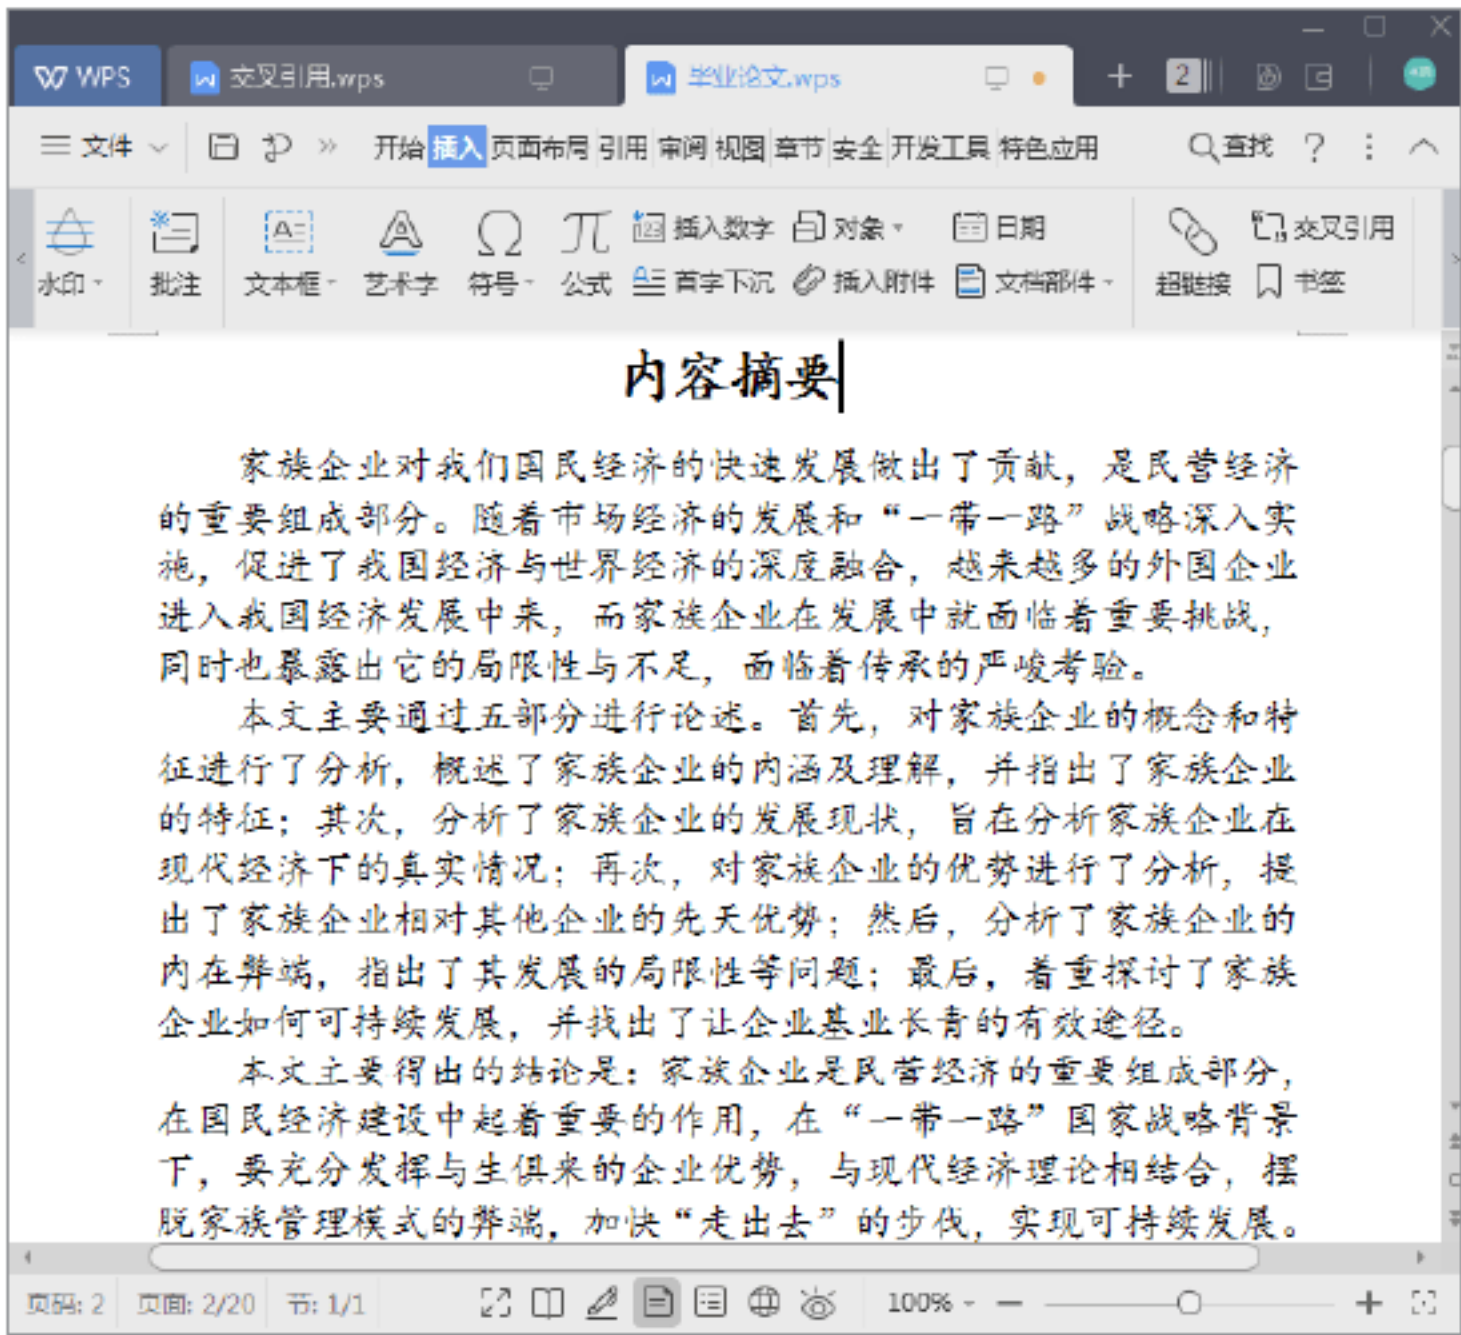 WPS 交叉引用.wps 毕业论文.wps + 2
文件 开始 插入 页面布局 引用 审阅 视图 章节 安全 开发工具 特色应用 查找 ?
插入数字 对象 日期 交叉引用
水印 批注 文本框 艺术字 符号 公式 首字下沉 插入附件 文档部件 超链接 书签
内容摘要
家族企业对我们国民经济的快速发展做出了贡献，是民营经济
的重要组成部分。随着市场经济的发展和“一带一路”战略深入实
施，促进了我国经济与世界经济的深度融合，越来越多的外国企业
进入我国经济发展中来，而家族企业在发展中就面临着重要挑战，
同时也暴露出它的局限性与不足，面临着传承的严峻考验。
本文主要通过五部分进行论述。首先，对家族企业的概念和特
征进行了分析，概述了家族企业的内涵及理解，并指出了家族企业
的特征；其次，分析了家族企业的发展现状，旨在分析家族企业在
现代经济下的真实情况；再次，对家族企业的优势进行了分析，提
出了家族企业相对其他企业的先天优势；然后，分析了家族企业的
内在弊端，指出了其发展的局限性等问题；最后，着重探讨了家族
企业如何可持续发展，并找出了让企业基业长青的有效途径。
本文主要得出的结论是：家族企业是民营经济的重要组成部分，
在国民经济建设中起着重要的作用，在“一带一路”国家战略背景
下，要充分发挥与生俱来的企业优势，与现代经济理论相结合，摆
脱家族管理模式的弊端，加快“走出去”的步伐，实现可持续发展。
页码: 2 页面: 2/20 节: 1/1 100%